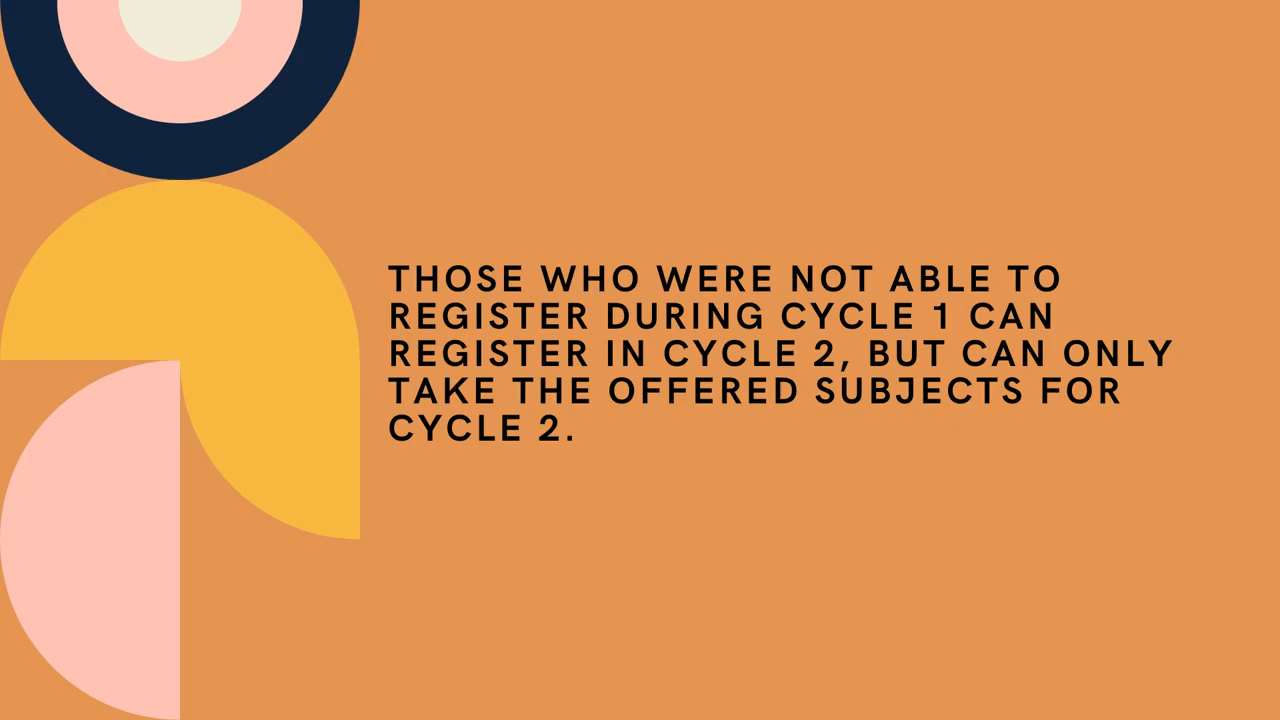 THOSE WHO WERE NOT ABLE TO
REGISTER DURING CYCLE 1 CAN
REGISTER IN CYCLE 2, BUT CAN ONLY
TAKE THE OFFERED SUBJECTS FOR
CYCLE 2.